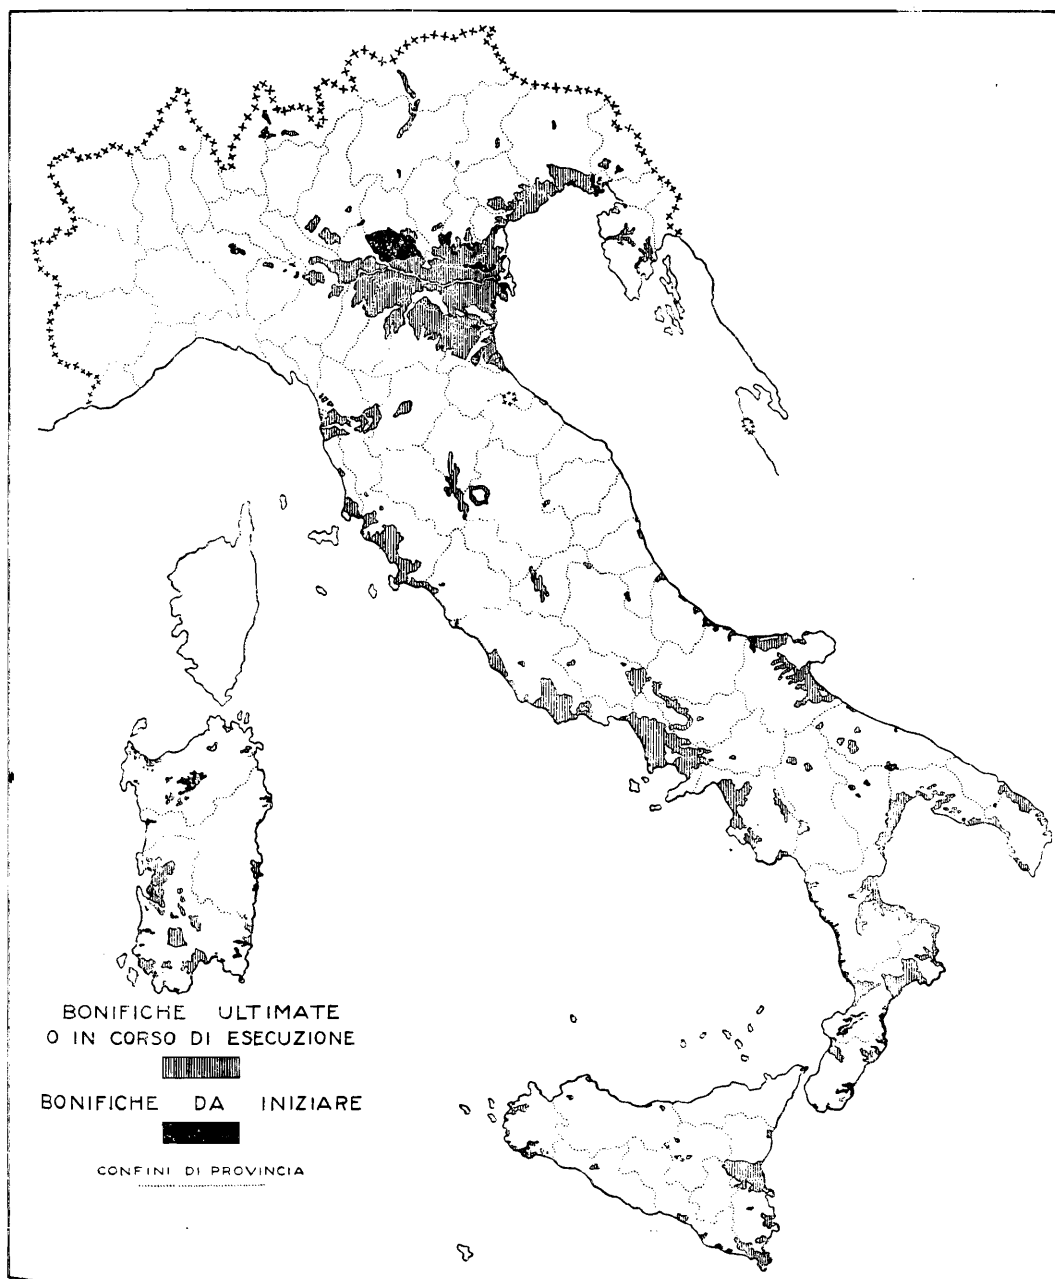 BONIFICHE ULTIMATE
O IN CORSO DI ESECUZIONE
BONIFICHE DA INIZIARE
CONFINI DI PROVINCIA